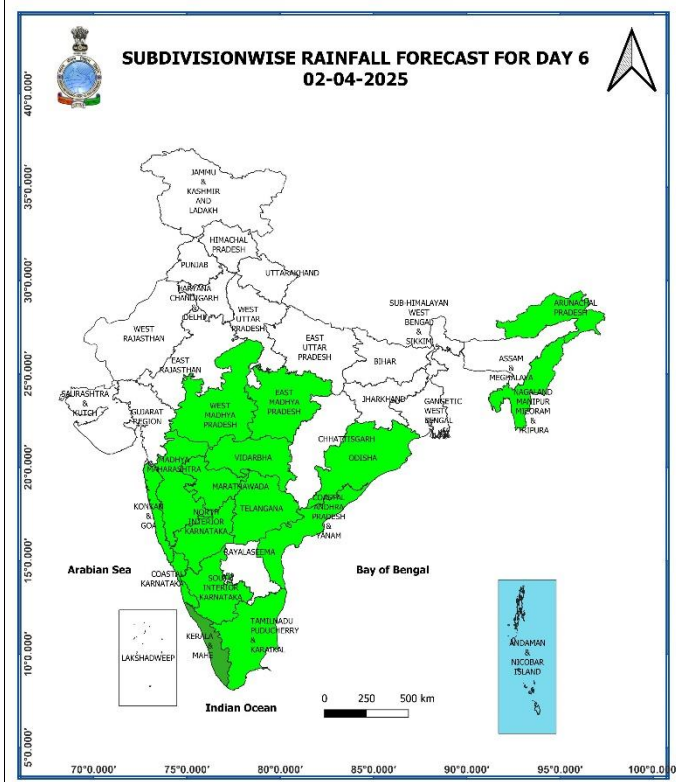 SUBDIVISIONWISE RAINFALL FORECAST FOR DAY 6
02-04-2025
JAMMU
&
KASHMIR
AND
LADAKH
HIMACHAL
PRADESH
PUNJAB
UTTARAKHAND
HARYANA
CHANDIGARH
&
DELHI
WEST
UTTAR
PRADESH
WEST
RAJASTHAN
EAST
RAJASTHAN
EAST
UTTAR
PRADESH
SUB-HIMALAYAN
WEST
BENGAL
&
SIKKIM
ARUNACHAL
PRADESH
BIHAR
ASSAM
&
MEGHALAYA
NAGALAND
MANIPUR
MIZORAM
&
TRIPURA
SAURASHTRA
&
KUTCH
GUJARAT
REGION
WEST
MADHYA
PRADESH
EAST
MADHYA
PRADESH
JHARKHAND
GANGETIC
WEST
BENGAL
CHHATTISGARH
ODISHA
MADHYA
MAHARASHTRA
VIDARBHA
MARATHAWADA
KONKAN
&
GOA
NORTH
INTERIOR
KARNATAKA
TELANGANA
COASTAL
ANDHRA
PRADESH
&
YANAM
RAYALASEEMA
Arabian Sea
Bay of Bengal
COASTAL
KARNATAKA
SOUTH
INTERIOR
KARNATAKA
TAMILNADU
PUDUCHERRY
&
KARAIKAL
KERALA
&
MAHE
LAKSHADWEEP
ANDAMAN
&
NICOBAR
ISLAND
Indian Ocean
0 250 500 km
40°0.000'
35°0.000'
30°0.000'
25°0.000'
20°0.000'
15°0.000'
10°0.000'
5°0.000'
70°0.000' 75°0.000' 80°0.000' 85°0.000' 90°0.000' 95°0.000' 100°0.000'